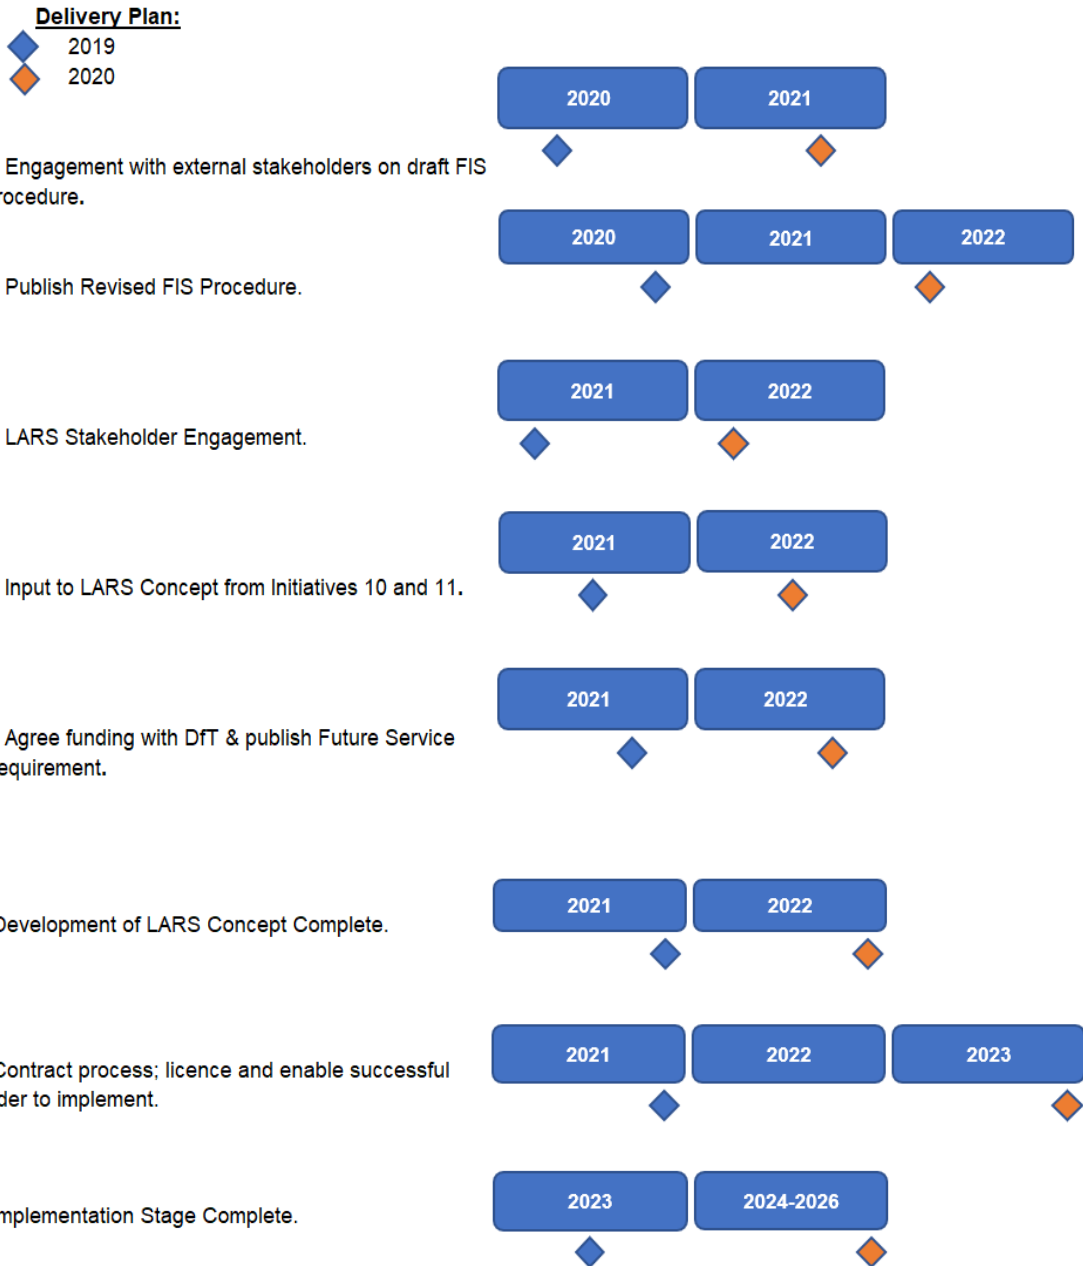 Delivery Plan:
2019
2020
2020 2021
Engagement with external stakeholders on draft FIS
rocedure.
2020 2021 2022
Publish Revised FIS Procedure.
2021 2022
LARS Stakeholder Engagement.
2021 2022
Input to LARS Concept from Initiatives 10 and 11.
2021 2022
Agree funding with DfT & publish Future Service
equirement.
2021 2022
Development of LARS Concept Complete.
2021 2022 2023
Contract process; licence and enable successful
der to implement.
2023 2024-2026
mplementation Stage Complete.